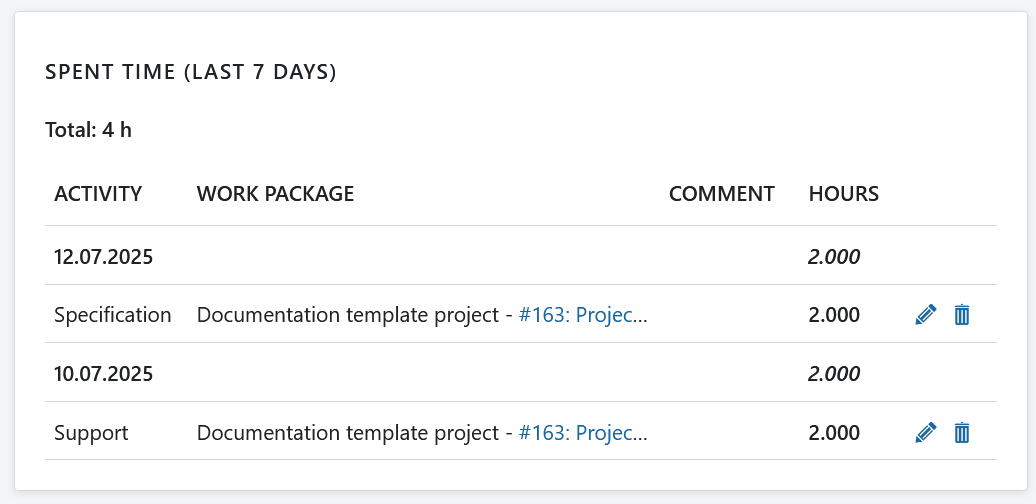 SPENT TIME (LAST 7 DAYS)
Total: 4 h
ACTIVITY WORK PACKAGE COMMENT HOURS
12.07.2025 2.000
Specification Documentation template project - #163: Projec... 2.000
10.07.2025 2.000
Support Documentation template project - #163: Projec... 2.000